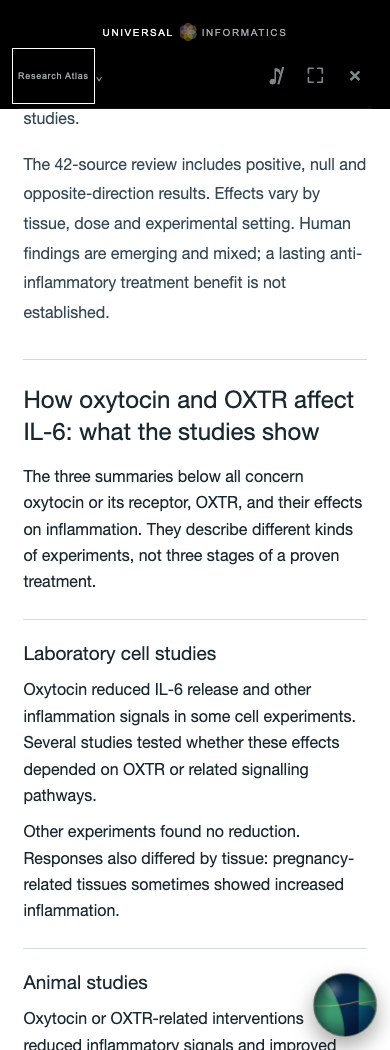 UNIVERSAL INFORMATICS
Research Atlas
studies.
The 42-source review includes positive, null and
opposite-direction results. Effects vary by
tissue, dose and experimental setting. Human
findings are emerging and mixed; a lasting anti-
inflammatory treatment benefit is not
established.
How oxytocin and OXTR affect
IL-6: what the studies show
The three summaries below all concern
oxytocin or its receptor, OXTR, and their effects
on inflammation. They describe different kinds
of experiments, not three stages of a proven
treatment.
Laboratory cell studies
Oxytocin reduced IL-6 release and other
inflammation signals in some cell experiments.
Several studies tested whether these effects
depended on OXTR or related signalling
pathways.
Other experiments found no reduction.
Responses also differed by tissue: pregnancy-
related tissues sometimes showed increased
inflammation.
Animal studies
Oxytocin or OXTR-related interventions
reduced inflammatory signals and improved